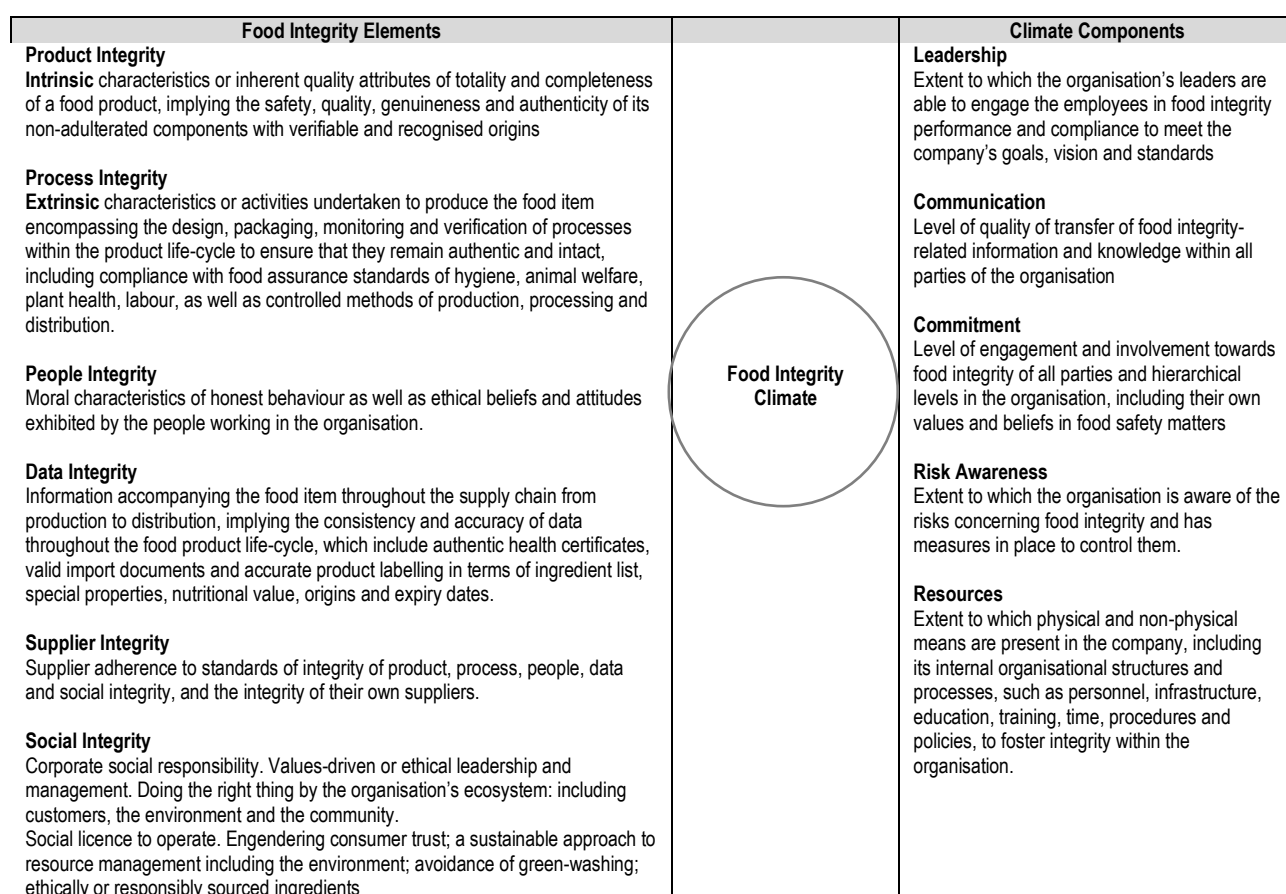 Food Integrity Elements
Product Integrity
Intrinsic characteristics or inherent quality attributes of totality and completeness
of a food product, implying the safety, quality, genuineness and authenticity of its
non-adulterated components with verifiable and recognised origins
Process Integrity
Extrinsic characteristics or activities undertaken to produce the food item
encompassing the design, packaging, monitoring and verification of processes
within the product life-cycle to ensure that they remain authentic and intact,
including compliance with food assurance standards of hygiene, animal welfare,
plant health, labour, as well as controlled methods of production, processing and
distribution.
People Integrity
Moral characteristics of honest behaviour as well as ethical beliefs and attitudes
exhibited by the people working in the organisation.
Data Integrity
Information accompanying the food item throughout the supply chain from
production to distribution, implying the consistency and accuracy of data
throughout the food product life-cycle, which include authentic health certificates,
valid import documents and accurate product labelling in terms of ingredient list,
special properties, nutritional value, origins and expiry dates.
Supplier Integrity
Supplier adherence to standards of integrity of product, process, people, data
and social integrity, and the integrity of their own suppliers.
Social Integrity
Corporate social responsibility. Values-driven or ethical leadership and
management. Doing the right thing by the organisation's ecosystem: including
customers, the environment and the community.
Social licence to operate. Engendering consumer trust; a sustainable approach to
resource management including the environment; avoidance of green-washing;
ethically or responsibly sourced ingredients
Food Integrity
Climate
Climate Components
Leadership
Extent to which the organisation's leaders are
able to engage the employees in food integrity
performance and compliance to meet the
company's goals, vision and standards
Communication
Level of quality of transfer of food integrity-
related information and knowledge within all
parties of the organisation
Commitment
Level of engagement and involvement towards
food integrity of all parties and hierarchical
levels in the organisation, including their own
values and beliefs in food safety matters
Risk Awareness
Extent to which the organisation is aware of the
risks concerning food integrity and has
measures in place to control them.
Resources
Extent to which physical and non-physical
means are present in the company, including
its internal organisational structures and
processes, such as personnel, infrastructure,
education, training, time, procedures and
policies, to foster integrity within the
organisation.